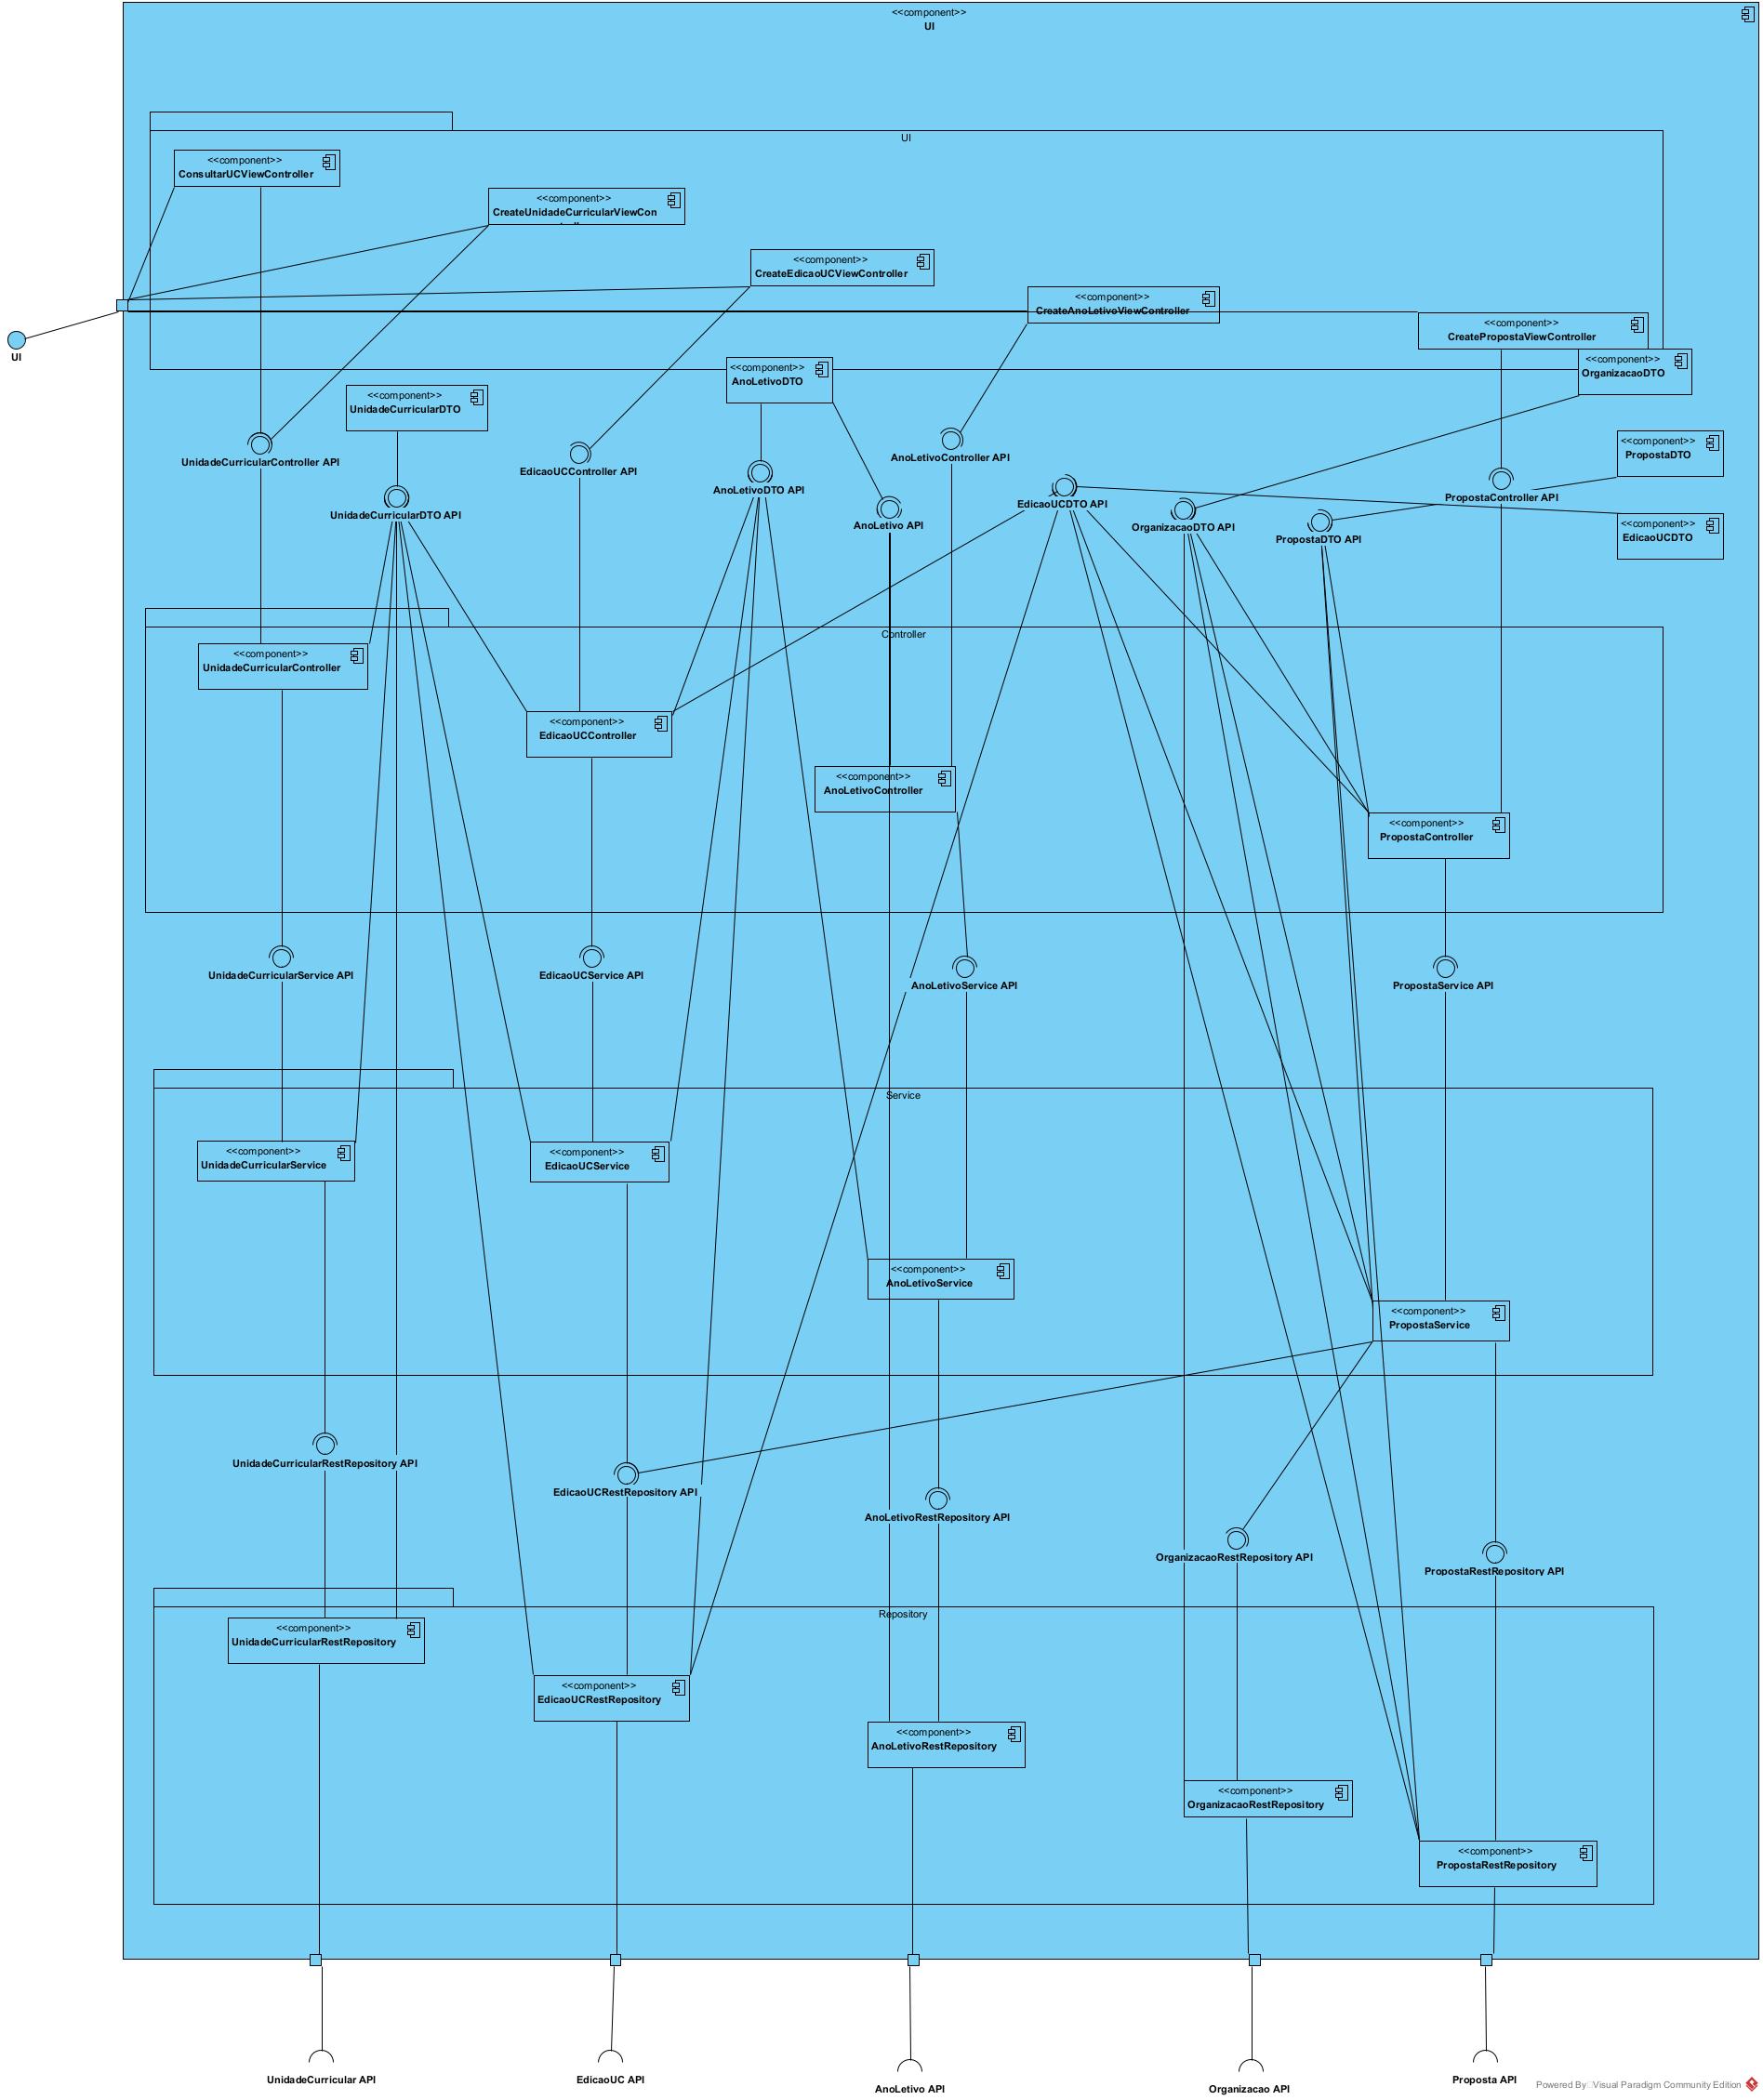 <<component>>
UI
UI
<<component>>
ConsultarUCViewController
<<component>>
CreateUnidadeCurricularViewCon
<<component>>
CreateEdicaoUCViewController
<<component>>
CreateAnoLetivoViewController
<<component>>
CreatePropostaViewController
UI
<<component>>
OrganizacaoDTO
<<component>>
AnoLetivoDTO
<<component>>
UnidadeCurricularDTO
<<component>>
PropostaDTO
UnidadeCurricularController API
EdicaoUCController API
AnoLetivoController API
AnoLetivoDTO API
PropostaController API
EdicaoUCDTO API
UnidadeCurricularDTO API
AnoLetivo API
OrganizacaoDTO API
PropostaDTO API
<<component>>
EdicaoUCDTO
Controller
<<component>>
UnidadeCurricularController
<<component>>
EdicaoUCController
<<component>>
AnoLetivoController
<<component>>
PropostaController
UnidadeCurricularService API
EdicaoUCService API
AnoLetivoService API
PropostaService API
Service
<<component>>
UnidadeCurricularService
<<component>>
EdicaoUCService
<<component>>
AnoLetivoService
<<component>>
PropostaService
UnidadeCurricularRestRepository API
EdicaoUCRestRepository API
AnoLetivoRestRepository API
OrganizacaoRestRepository API
PropostaRestRepository API
Repository
<<component>>
UnidadeCurricularRestRepository
<<component>>
EdicaoUCRestRepository
<<component>>
AnoLetivoRestRepository
<<component>>
OrganizacaoRestRepository
<<component>>
PropostaRestRepository
UnidadeCurricular API
EdicaoUC API
AnoLetivo API
Organizacao API
Proposta API
Powered By Visual Paradigm Community Edition